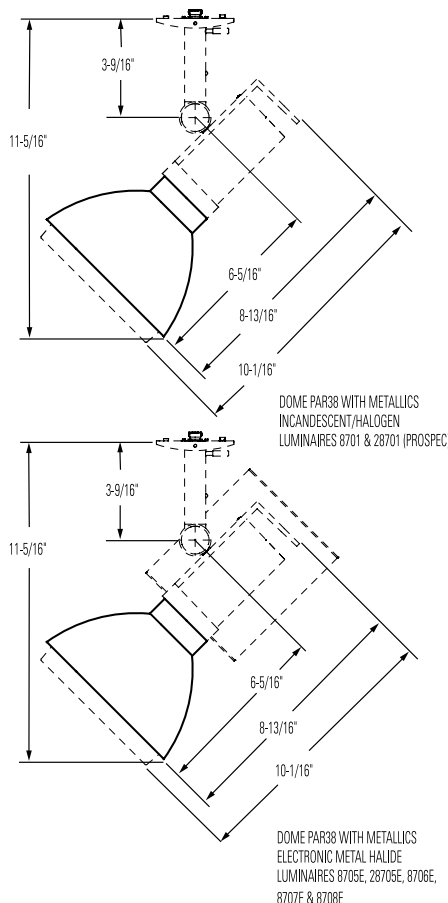 3-9/16"
11-5/16"
6-5/16"
8-13/16"
10-1/16"
DOME PAR38 WITH METALLICS
INCANDESCENT/HALOGEN
LUMINAIRES 8701 & 28701 (PROSPEC
3-9/16"
11-5/16"
6-5/16"
8-13/16"
10-1/16"
DOME PAR38 WITH METALLICS
ELECTRONIC METAL HALIDE
LUMINAIRES 8705E, 28705E, 8706E,
8707E & 8708E